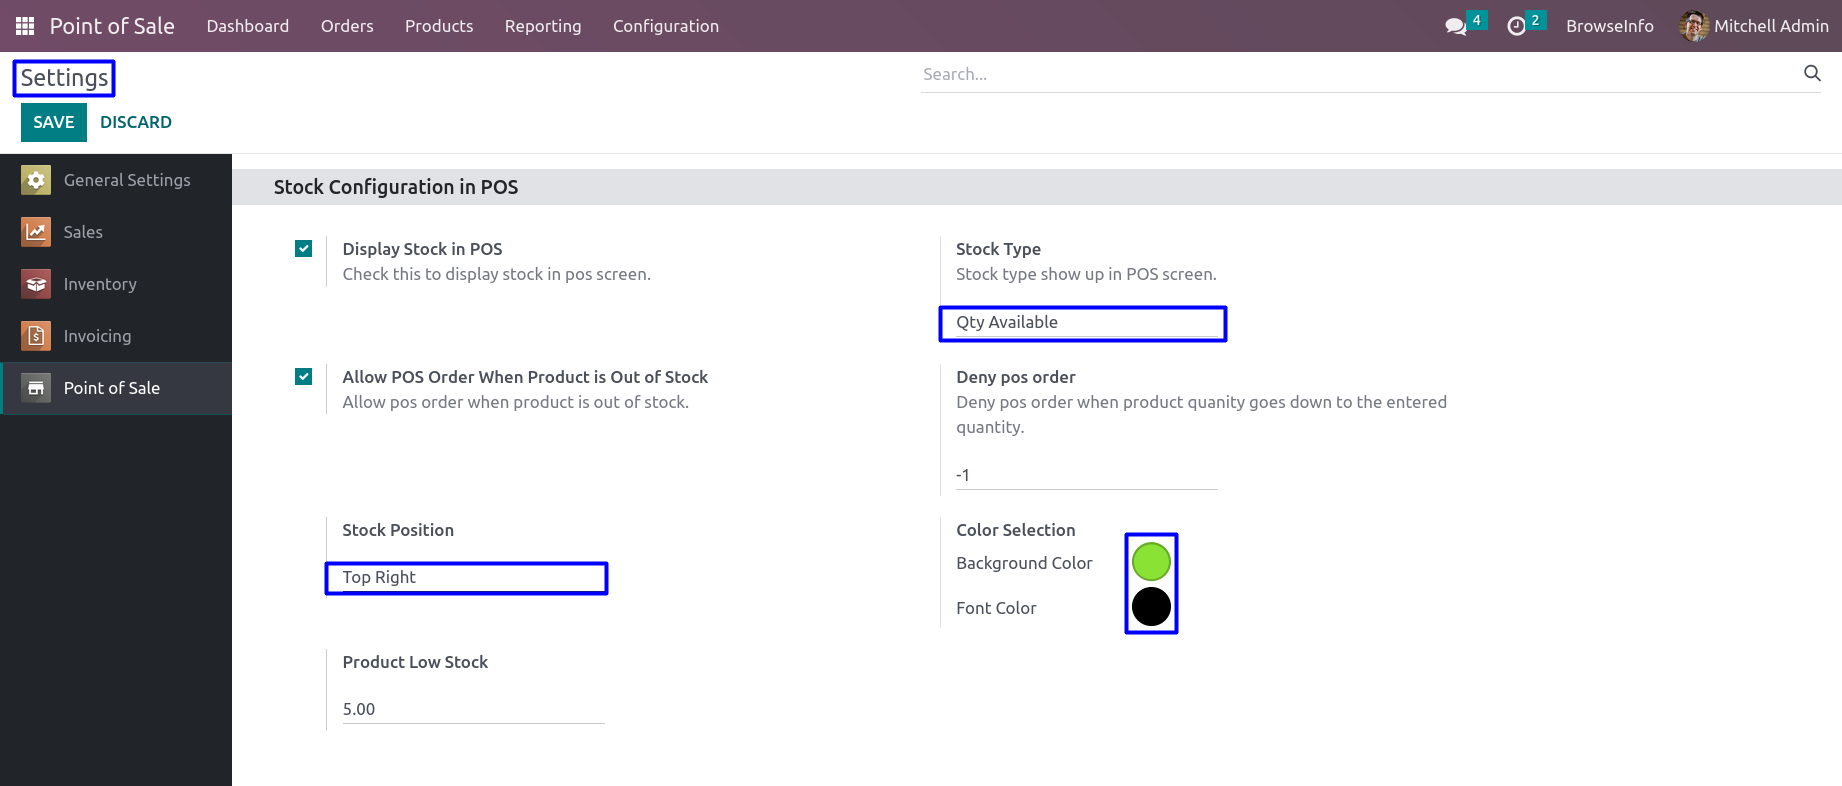 Point of Sale Dashboard Orders Products Reporting Configuration 4 2 BrowseInfo Mitchell Admin
Settings
Search...
SAVE DISCARD
General Settings
Sales
Inventory
Invoicing
Point of Sale
Stock Configuration in POS
Display Stock in POS
Check this to display stock in pos screen.
Stock Type
Stock type show up in POS screen.
Qty Available
Allow POS Order When Product is Out of Stock
Allow pos order when product is out of stock.
Deny pos order
Deny pos order when product quanity goes down to the entered
quantity.
-1
Stock Position
Top Right
Color Selection
Background Color
Font Color
Product Low Stock
5.00